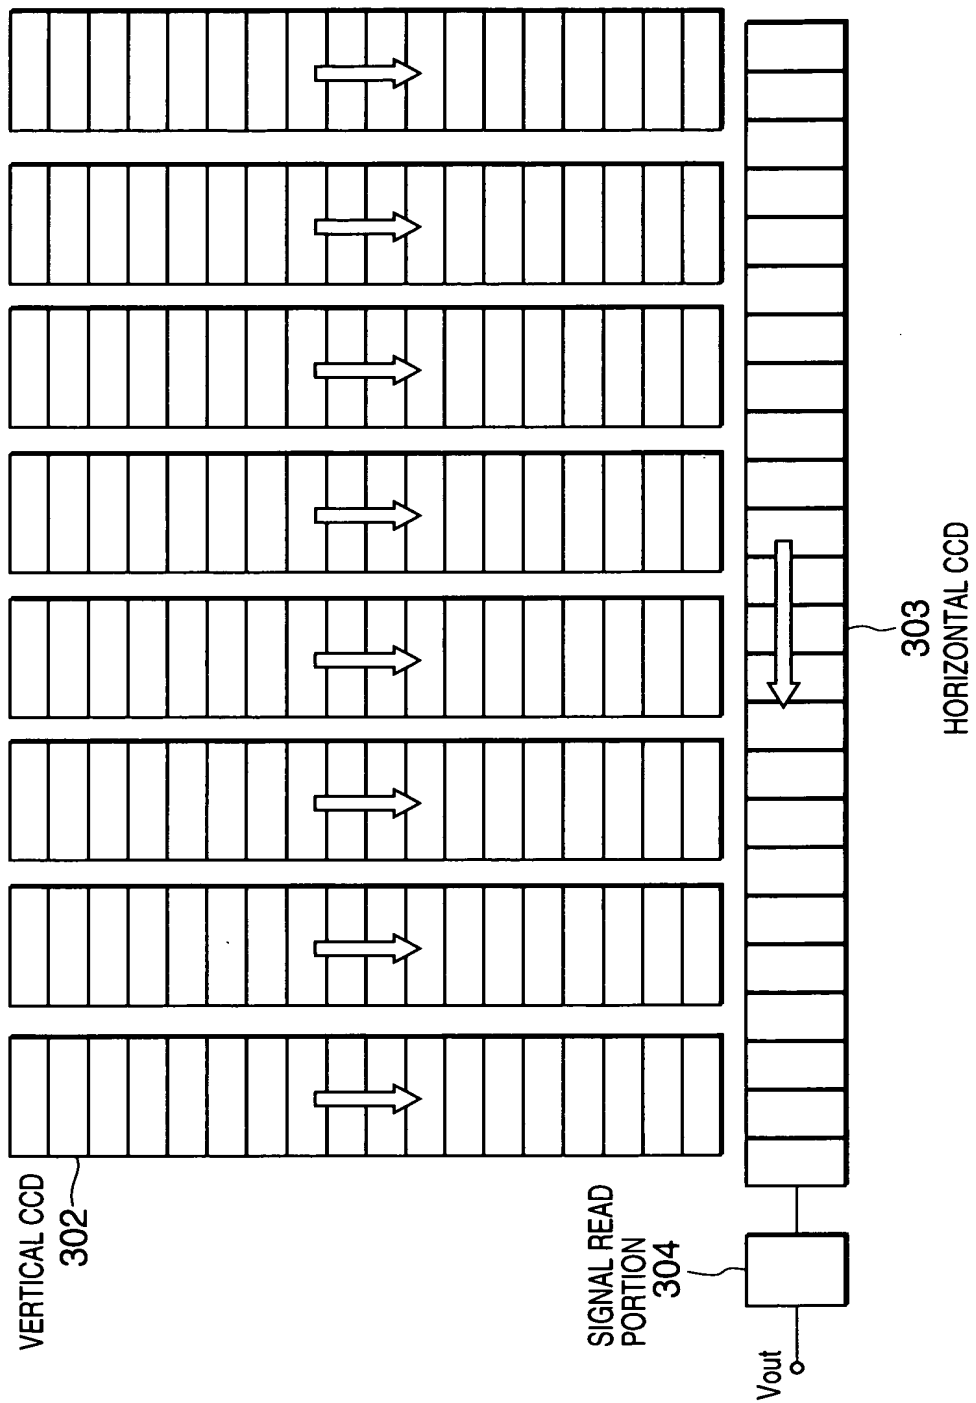 VERTICAL CCD
302
SIGNAL READ
PORTION
304
Vout
303
HORIZONTAL CCD